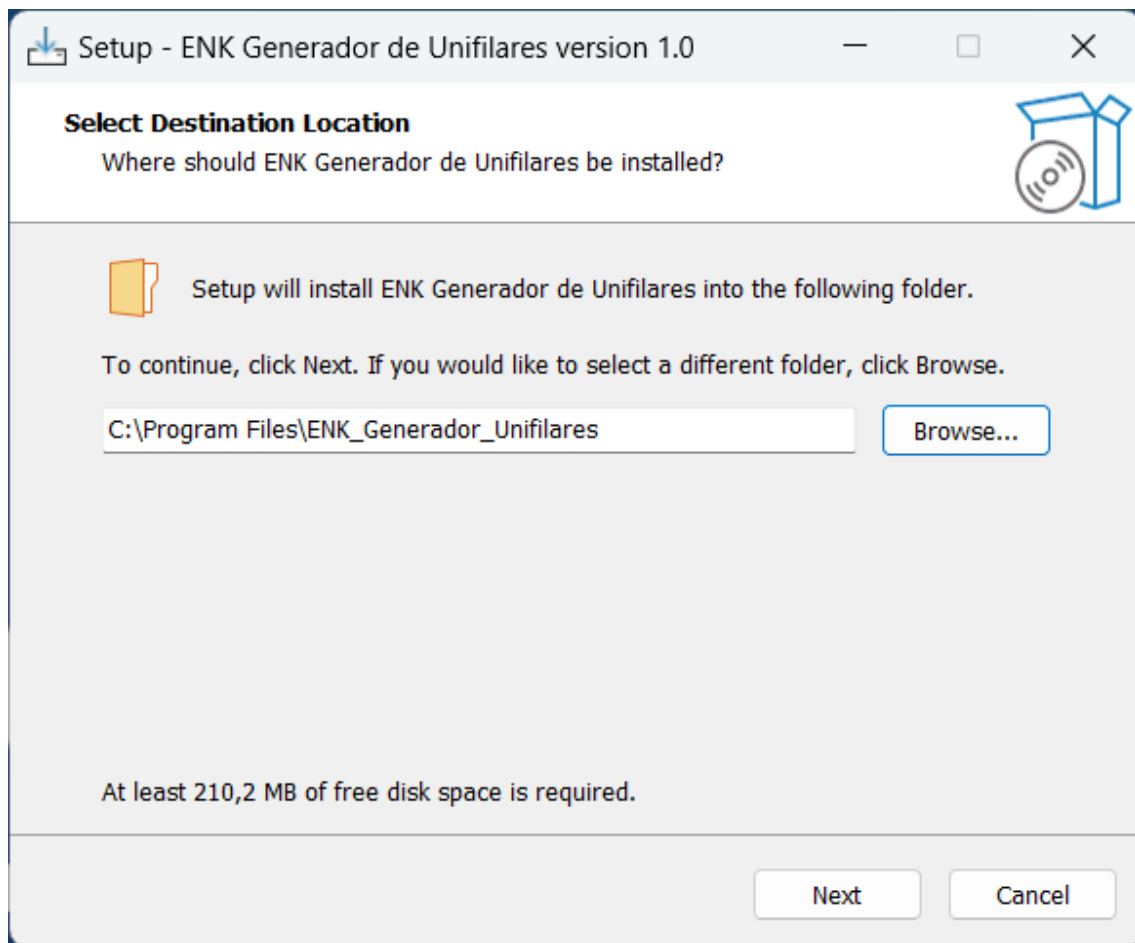 Setup - ENK Generador de Unifilares version 1.0
Select Destination Location
Where should ENK Generador de Unifilares be installed?
Setup will install ENK Generador de Unifilares into the following folder.
To continue, click Next. If you would like to select a different folder, click Browse.
C:\Program Files\ENK_Generador_Unifilares
Browse...
At least 210,2 MB of free disk space is required.
Next
Cancel